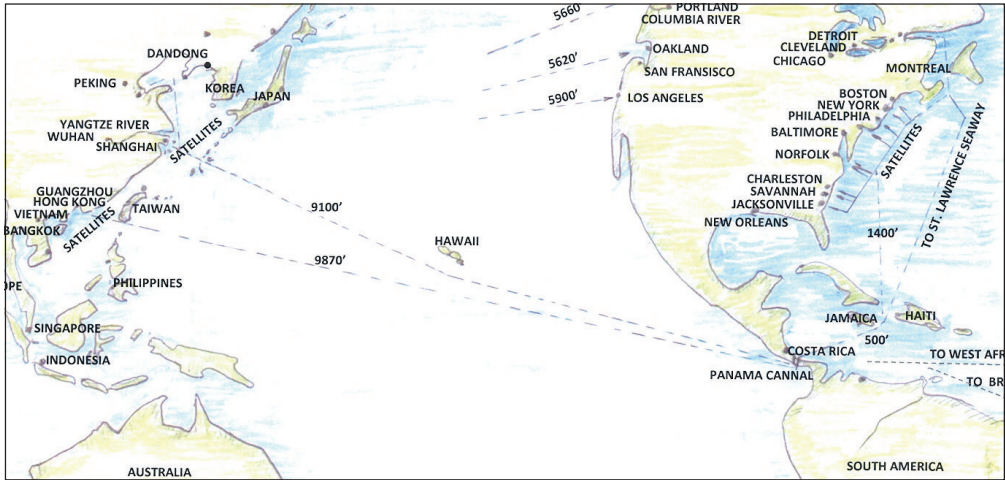 PORTLAND
5660
COLUMBIA RIVER
DETROIT
DANDONG
OAKLAND
CLEVELAND
5620'
CHICAGO
MONTREAL
SAN FRANSISCO
PEKING
KOREA
JAPAN
5900'
LOS ANGELES
BOSTON
NEW YORK
PHILADELPHIA
YANGTZE RIVER
WUHAN
SHANGHAI
SATELLITES
BALTIMORE
SATELLITES
NORFOLK
TO ST. LAWRENCE SEAWAY
CHARLESTON
SAVANNAH
JACKSONVILLE
GUANGZHOU
HONG KONG
VIETNAM
TAIWAN
9100'
NEW ORLEANS
BANGKOK
SATELLITES
1400'
HAWAII
9870'
PHILIPPINES
OPE
JAMAICA
HAITI
SINGAPORE
500'
COSTA RICA
TO WEST AFR
INDONESIA
PANAMA CANNAL
TO BR
AUSTRALIA
SOUTH AMERICA